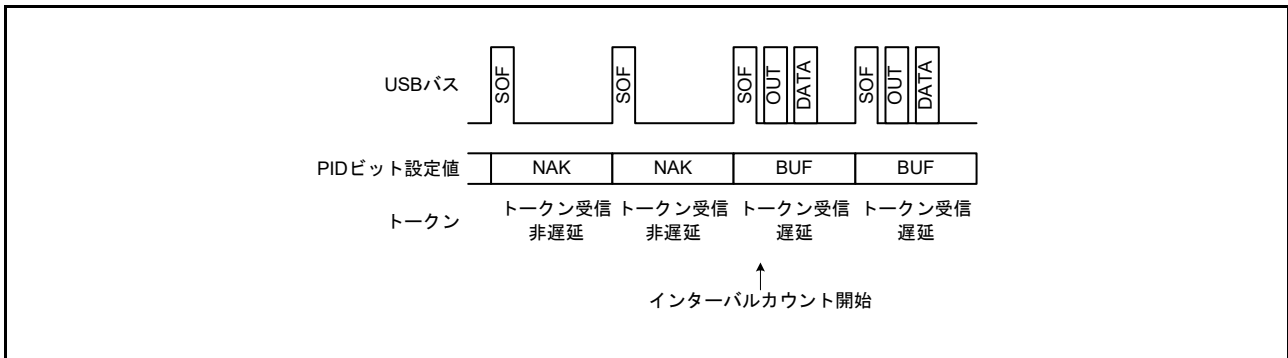 USBバス
SOF
SOF
SOF
OUT
DATA
SOF
OUT
DATA
PIDビット設定値
NAK
NAK
BUF
BUF
トークン
トークン受信
非遅延
トークン受信
非遅延
トークン受信
遅延
トークン受信
遅延
インターバルカウント開始